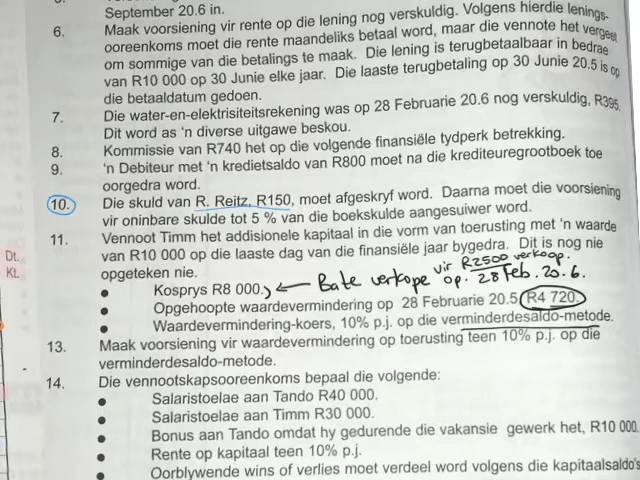 September 20.6 in.
6. Maak voorsiening vir rente op die lening nog verskuldig. Volgens hierdie lenings-
ooreenkoms moet die rente maandeliks betaal word, maar die vennote het vergeet
om sommige van die betalings te maak. Die lening is terugbetaalbaar in bedrae
van R10 000 op 30 Junie elke jaar. Die laaste terugbetaling op 30 Junie 20.5 is op
die betaaldatum gedoen.
7. Die water-en-elektrisiteitsrekening was op 28 Februarie 20.6 nog verskuldig, R395.
Dit word as 'n diverse uitgawe beskou.
8. Kommissie van R740 het op die volgende finansiële tydperk betrekking.
9. 'n Debiteur met 'n kredietsaldo van R800 moet na die krediteuregrootboek toe
oorgedra word.
10. Die skuld van R. Reitz, R150, moet afgeskryf word. Daarna moet die voorsiening
vir oninbare skulde tot 5 % van die boekskulde aangesuiwer word.
11. Vennoot Timm het addisionele kapitaal in die vorm van toerusting met 'n waarde
van R10 000 op die laaste dag van die finansiële jaar bygedra. Dit is nog nie
Dt.
opgeteken nie.
vir R2500 verkoop.
Kt.
• Kosprys R8 000. ← Bate verkope op. 28 Feb. 20.6.
• Opgehoopte waardevermindering op 28 Februarie 20.5 R4 720.
• Waardevermindering-koers, 10% p.j. op die verminderdesaldo-metode.
13. Maak voorsiening vir waardevermindering op toerusting teen 10% p.j. op die
verminderdesaldo-metode.
14. Die vennootskapsooreenkoms bepaal die volgende:
• Salaristoelae aan Tando R40 000.
• Salaristoelae aan Timm R30 000.
• Bonus aan Tando omdat hy gedurende die vakansie gewerk het, R10 000.
• Rente op kapitaal teen 10% p.j.
• Oorblywende wins of verlies moet verdeel word volgens die kapitaalsaldo's